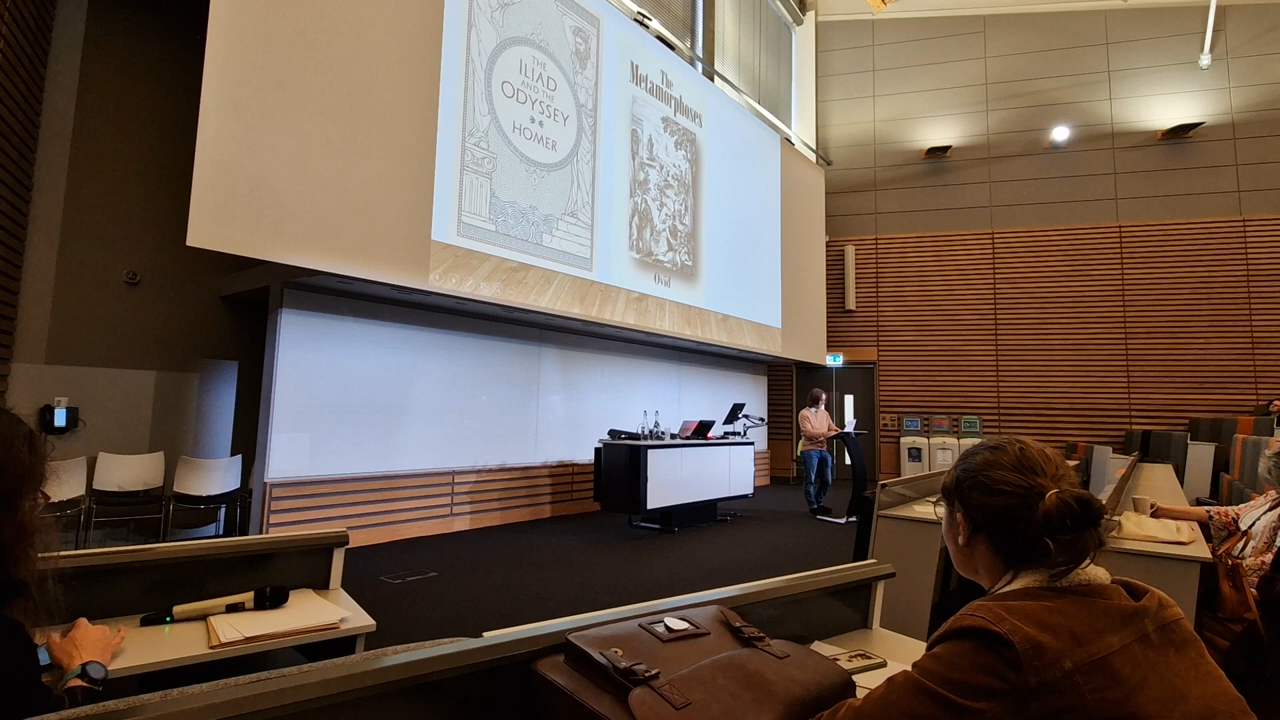 THE
ILIAD
AND THE
ODYSSEY
HOMER
The
Metamorphoses
Ovid